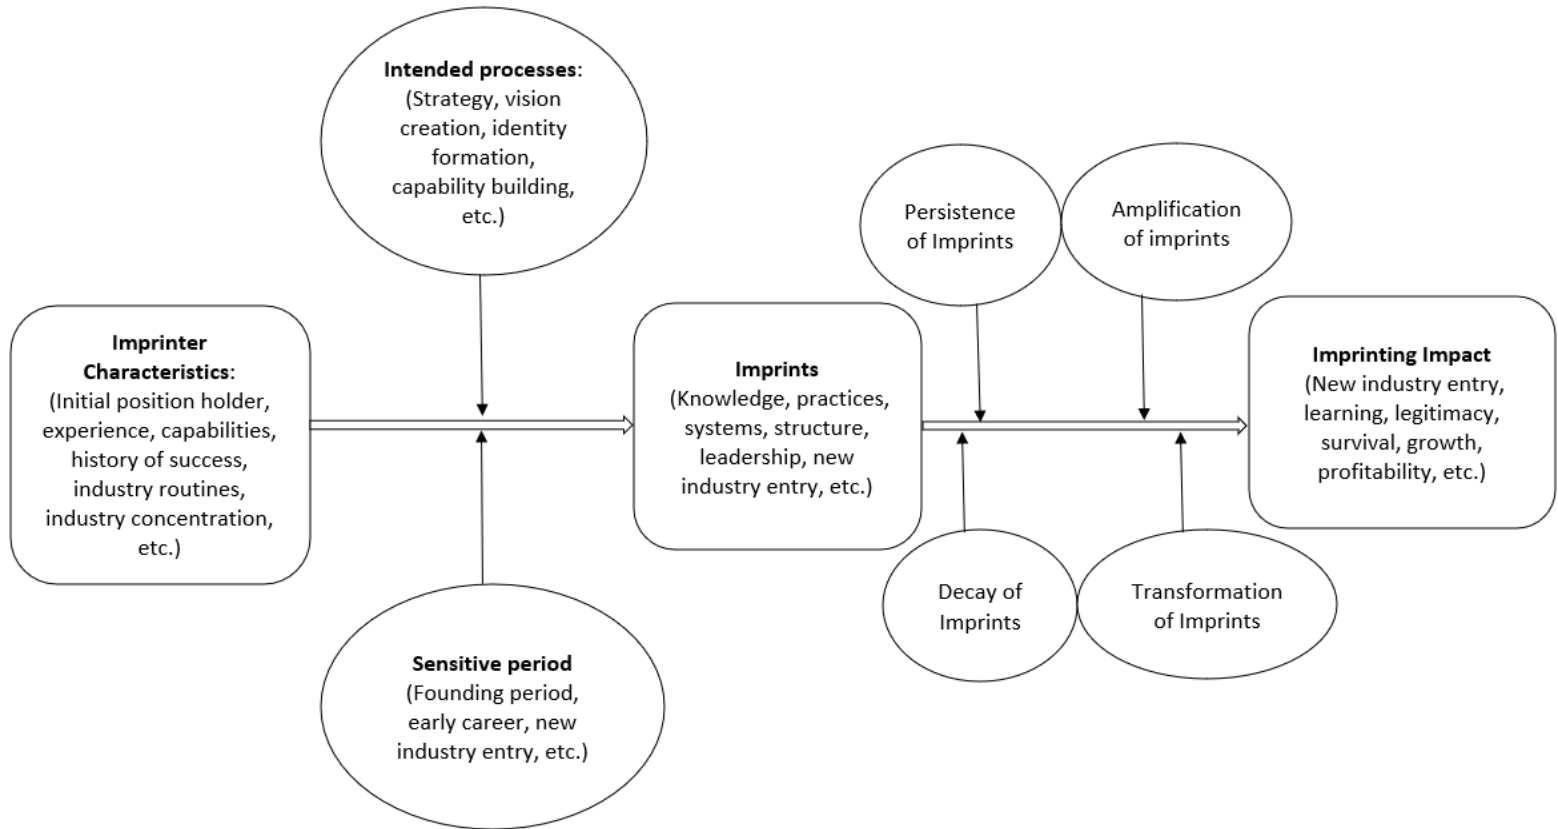 Intended processes:
(Strategy, vision
creation, identity
formation,
capability building,
etc.)
Persistence
of Imprints
Amplification
of imprints
Imprinter
Characteristics:
(Initial position holder,
experience, capabilities,
history of success,
industry routines,
industry concentration,
etc.)
Imprints
(Knowledge, practices,
systems, structure,
leadership, new
industry entry, etc.)
Imprinting Impact
(New industry entry,
learning, legitimacy,
survival, growth,
profitability, etc.)
Sensitive period
(Founding period,
early career, new
industry entry, etc.)
Decay of
Imprints
Transformation
of Imprints